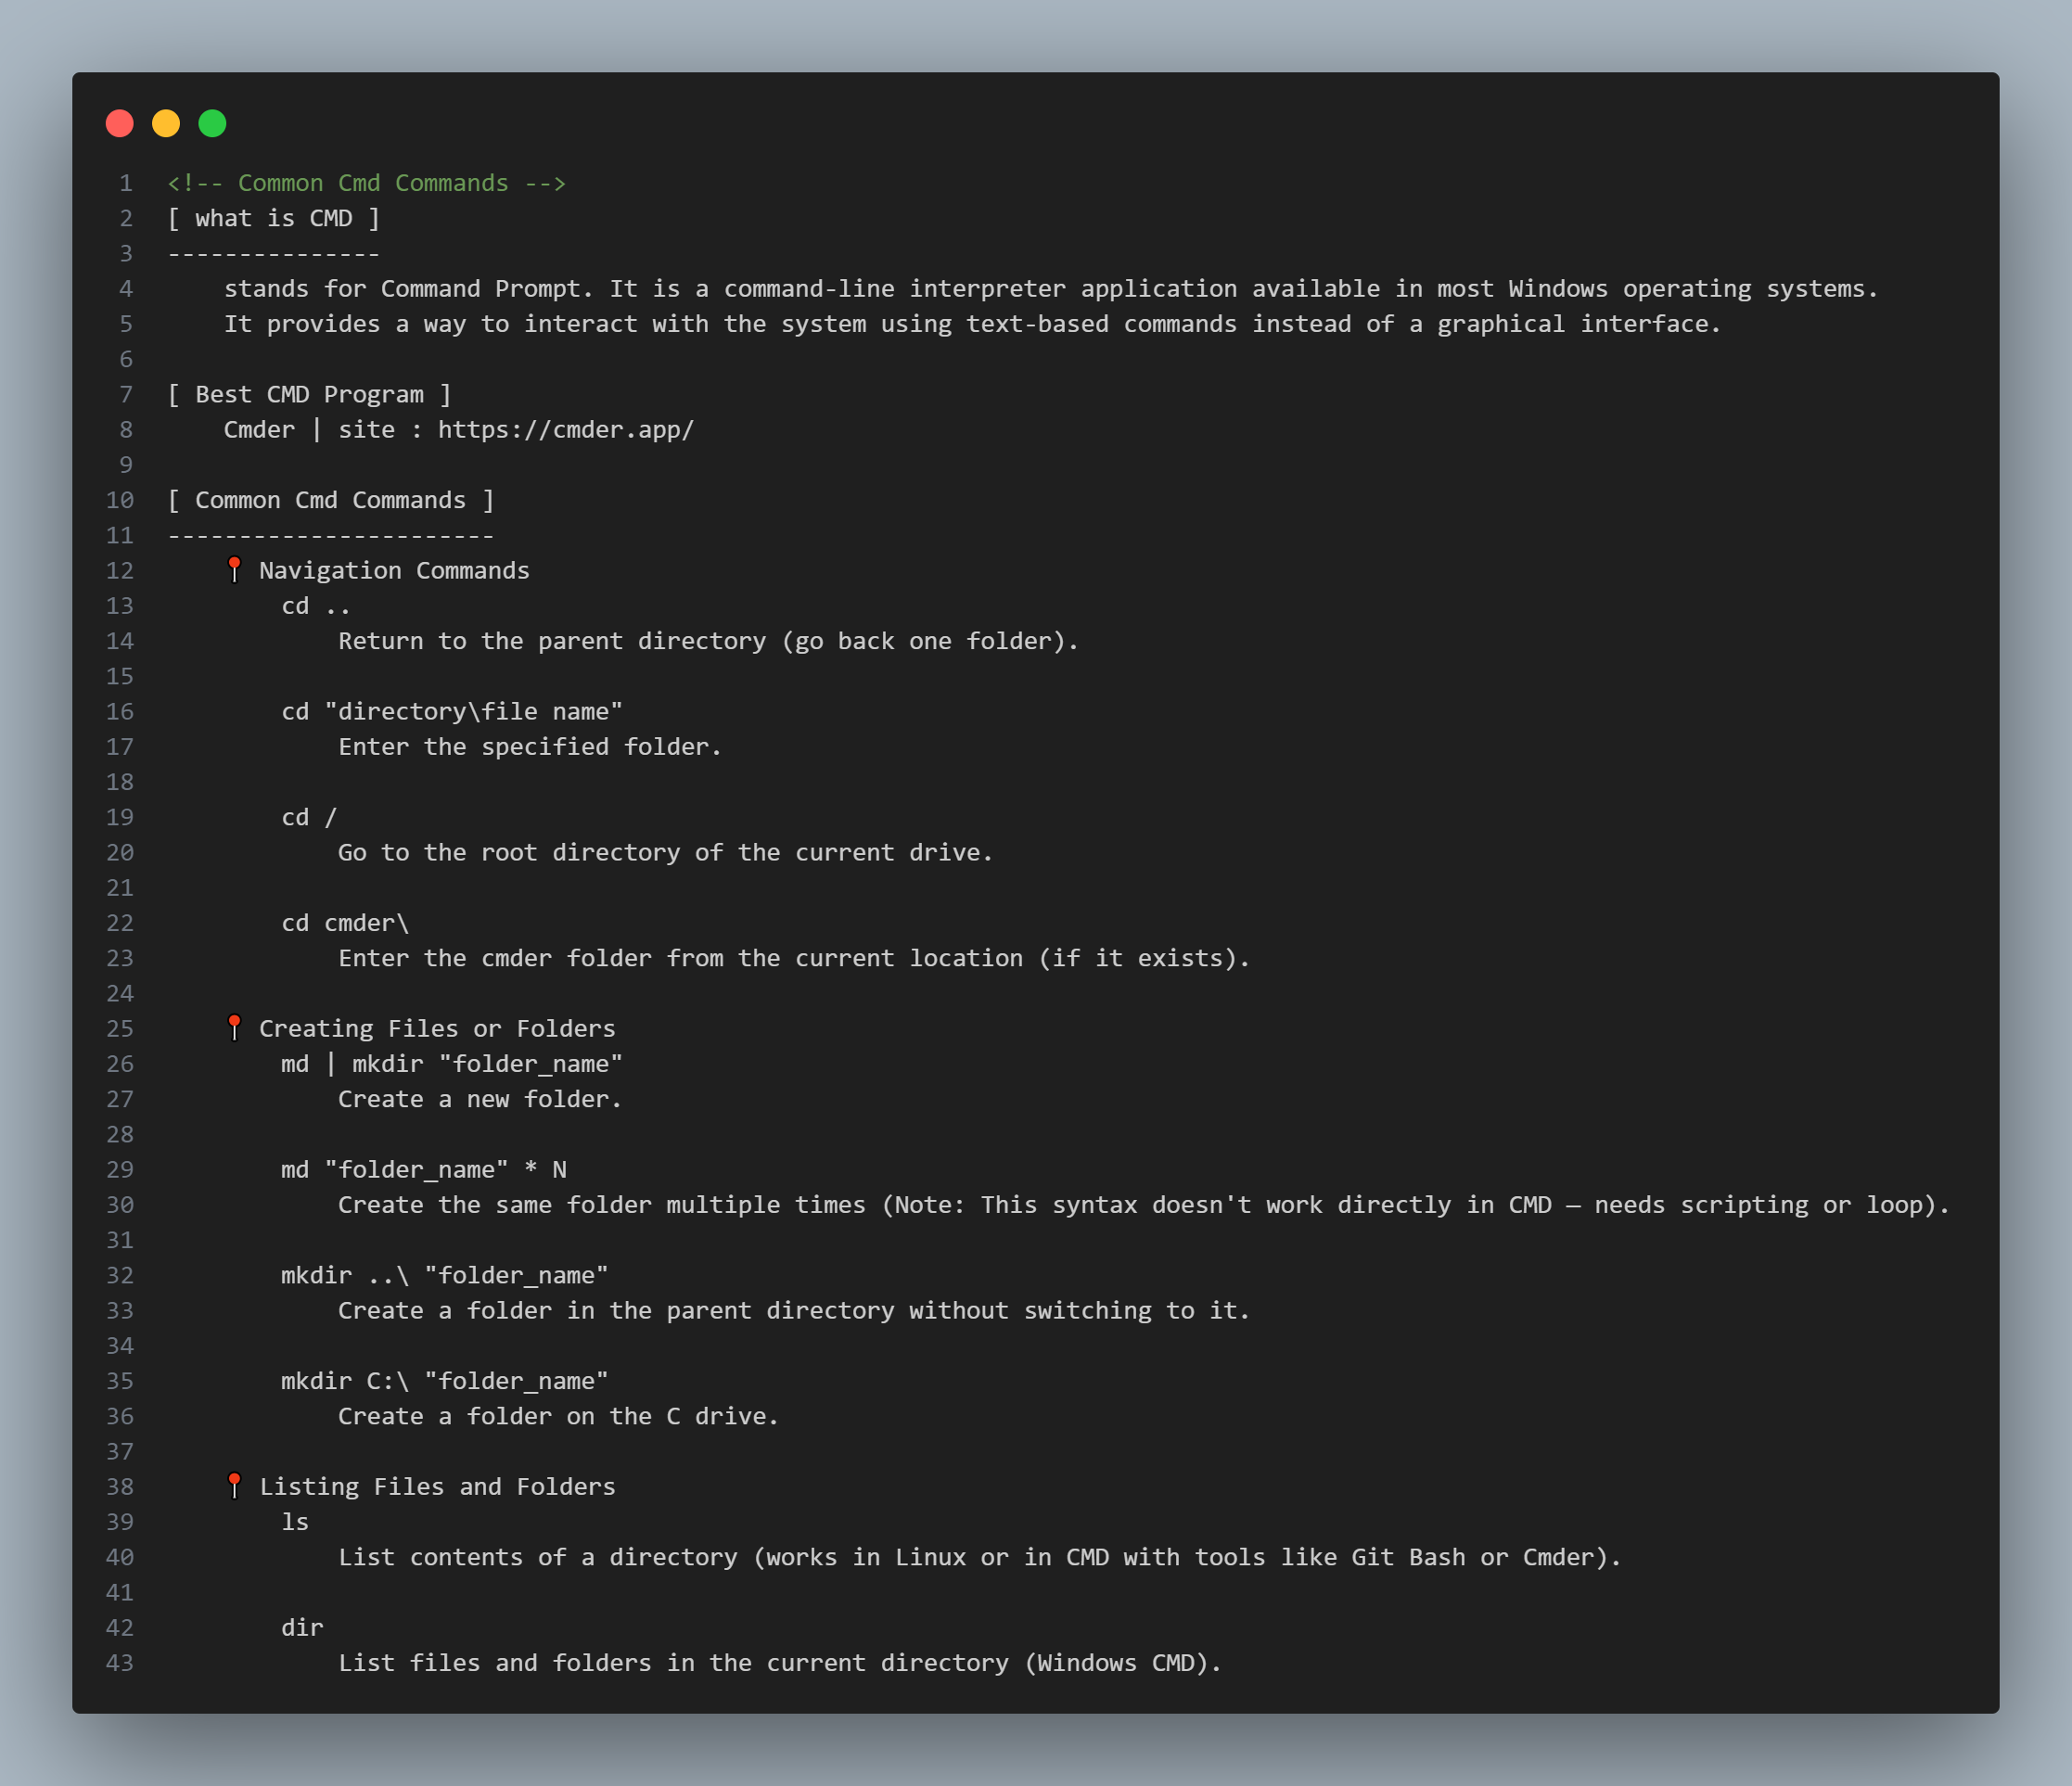 1 <!-- Common Cmd Commands -->
2 [ what is CMD ]
3 ---------------
4     stands for Command Prompt. It is a command-line interpreter application available in most Windows operating systems.
5     It provides a way to interact with the system using text-based commands instead of a graphical interface.
6
7 [ Best CMD Program ]
8     Cmder | site : https://cmder.app/
9
10 [ Common Cmd Commands ]
11 -----------------------
12     📍 Navigation Commands
13         cd ..
14             Return to the parent directory (go back one folder).
15
16         cd "directory\file name"
17             Enter the specified folder.
18
19         cd /
20             Go to the root directory of the current drive.
21
22         cd cmder\
23             Enter the cmder folder from the current location (if it exists).
24
25     📍 Creating Files or Folders
26         md | mkdir "folder_name"
27             Create a new folder.
28
29         md "folder_name" * N
30             Create the same folder multiple times (Note: This syntax doesn't work directly in CMD — needs scripting or loop).
31
32         mkdir ..\ "folder_name"
33             Create a folder in the parent directory without switching to it.
34
35         mkdir C:\ "folder_name"
36             Create a folder on the C drive.
37
38     📍 Listing Files and Folders
39         ls
40             List contents of a directory (works in Linux or in CMD with tools like Git Bash or Cmder).
41
42         dir
43             List files and folders in the current directory (Windows CMD).